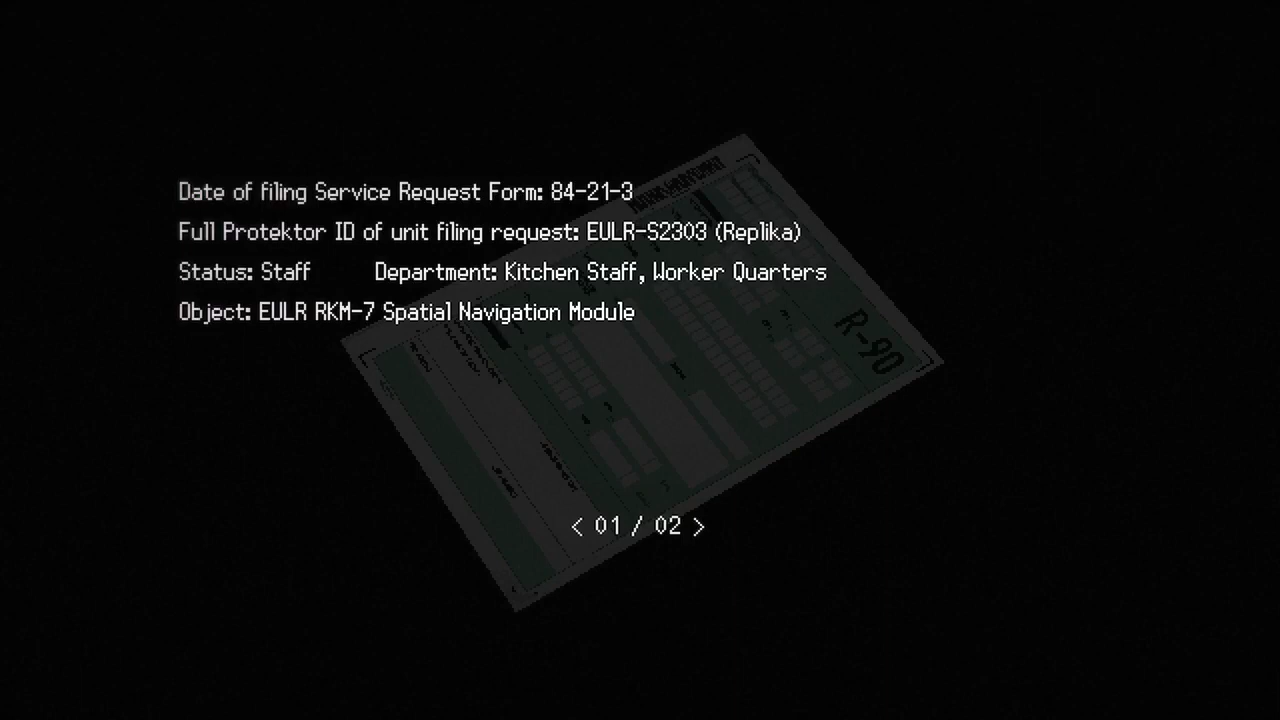 Date of filing Service Request Form: 84-21-3
Full Protektor ID of unit filing request: EULR-S2303 (Replika)
Status: Staff Department: Kitchen Staff, Worker Quarters
Object: EULR RKM-7 Spatial Navigation Module
R-90
< 01 / 02 >